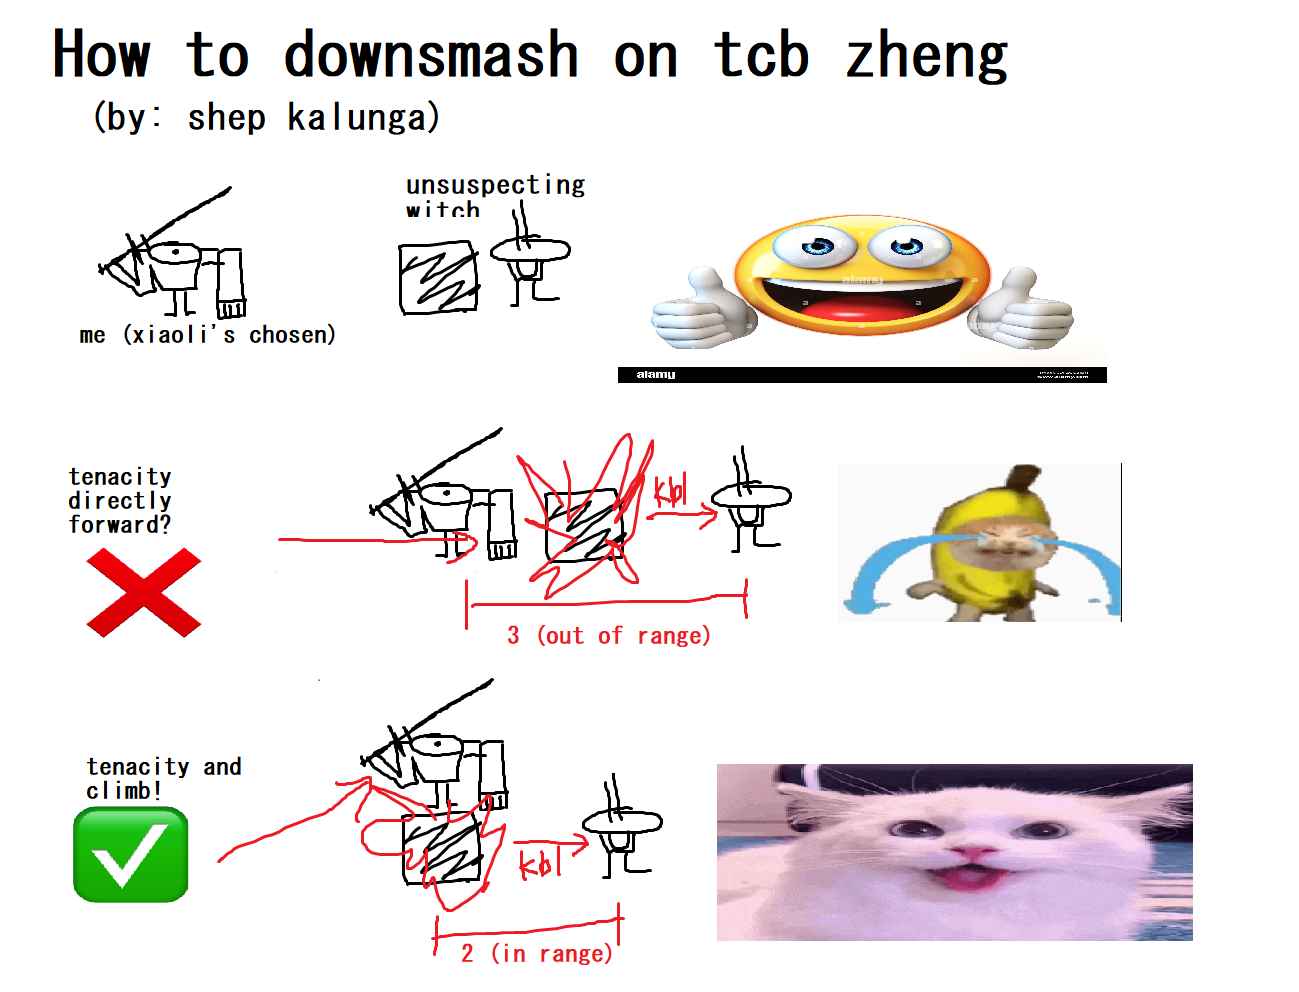 How to downsmash on tcb zheng
(by: shep kalunga)
unsuspecting
witch
me (xiaoli's chosen)
alamy
a
a
a
a
a
alamy
alamy
tenacity
directly
forward?
kbl
3 (out of range)
tenacity and
climb!
kbl
2 (in range)